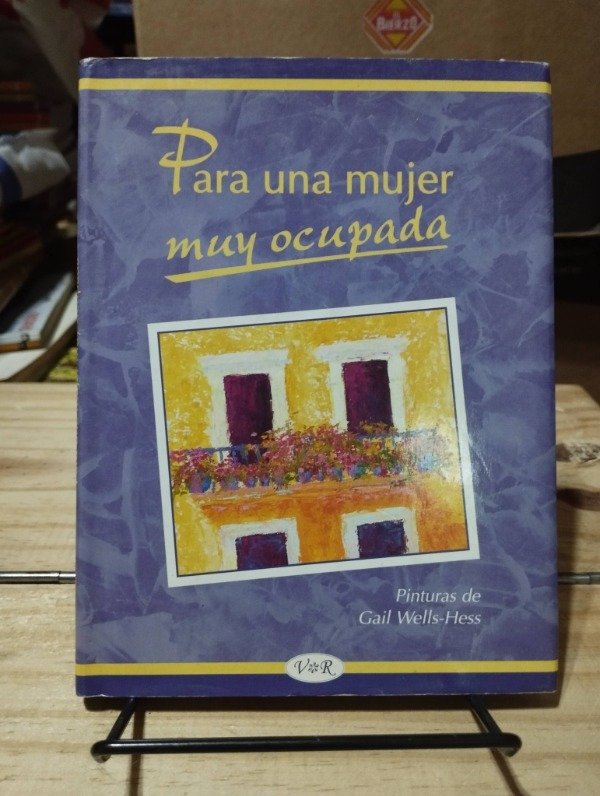 Para una mujer
muy ocupada
Pinturas de
Gail Wells-Hess
V R